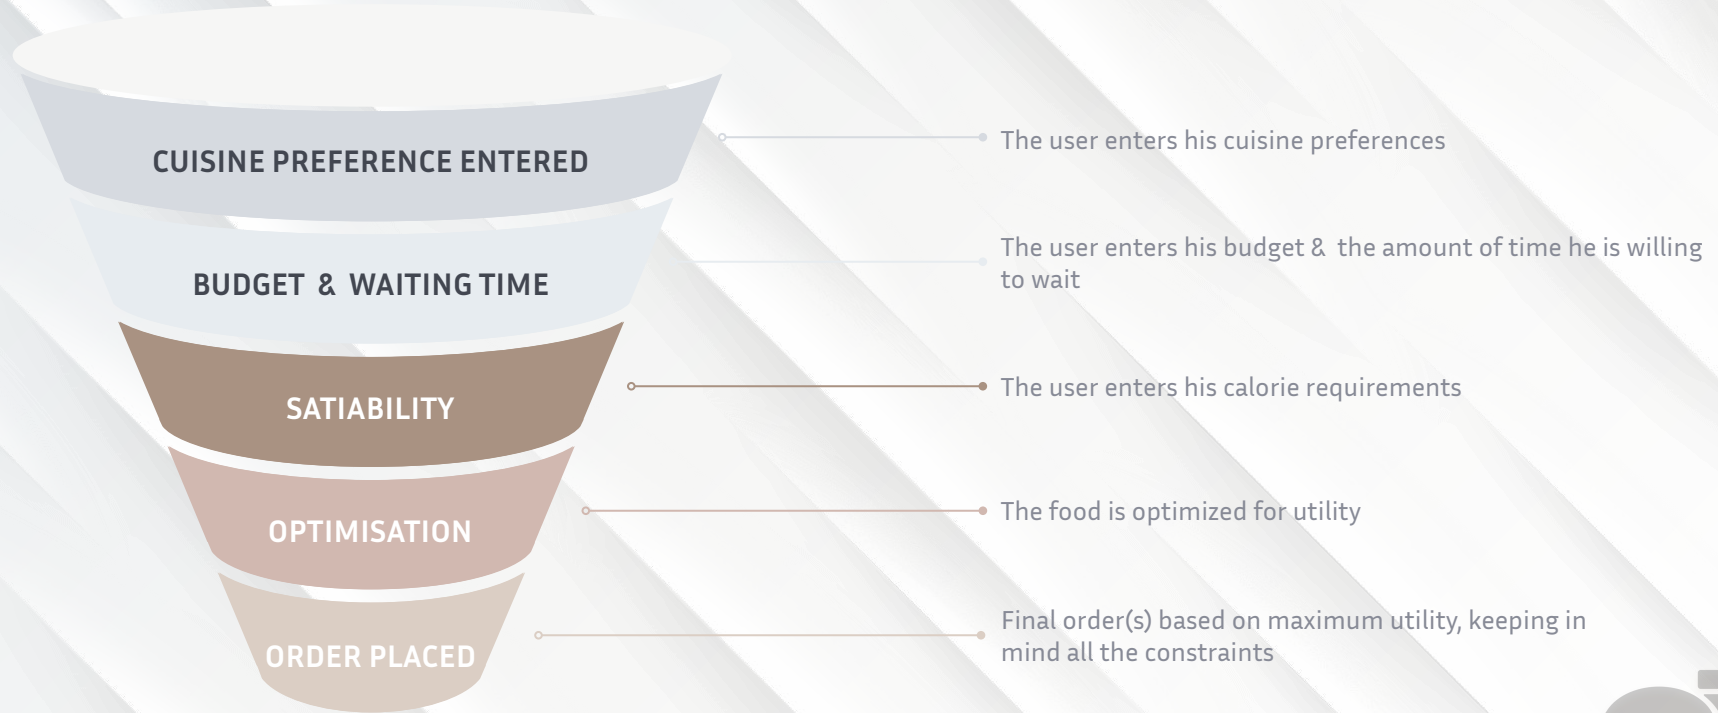 CUISINE PREFERENCE ENTERED
The user enters his cuisine preferences
BUDGET & WAITING TIME
The user enters his budget & the amount of time he is willing
to wait
SATIABILITY
The user enters his calorie requirements
OPTIMISATION
The food is optimized for utility
ORDER PLACED
Final order(s) based on maximum utility, keeping in
mind all the constraints